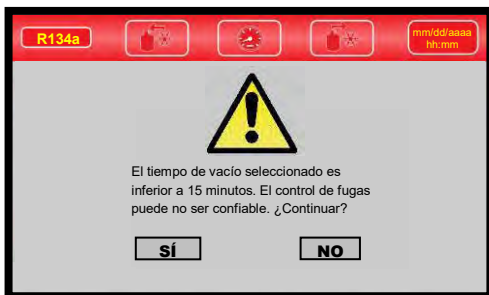 R134a
mm/dd/aaaa
hh:mm
El tiempo de vacío seleccionado es
inferior a 15 minutos. El control de fugas
puede no ser confiable. ¿Continuar?
SÍ NO